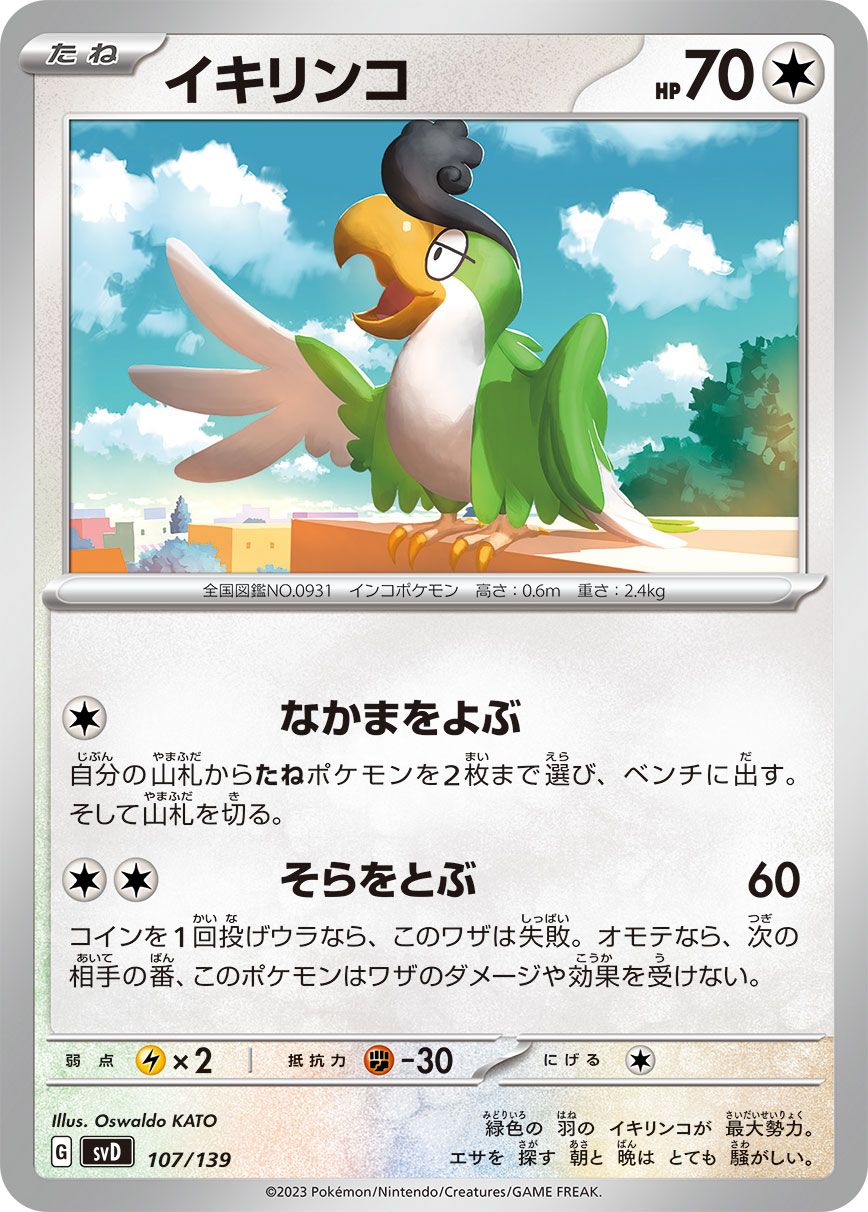 たね イキリンコ HP70
全国図鑑NO.0931 インコポケモン 高さ:0.6m 重さ:2.4kg
なかまをよぶ
自分の山札からたねポケモンを2枚まで選び、ベンチに出す。
そして山札を切る。
そらをとぶ 60
コインを1回投げウラなら、このワザは失敗。オモテなら、次の
相手の番、このポケモンはワザのダメージや効果を受けない。
弱点 ×2 抵抗力 -30 にげる
Illus. Oswaldo KATO
G svD 107/139
緑色の 羽の イキリンコが 最大勢力。
エサを 探す 朝と 晩は とても 騒がしい。
©2023 Pokémon/Nintendo/Creatures/GAME FREAK.